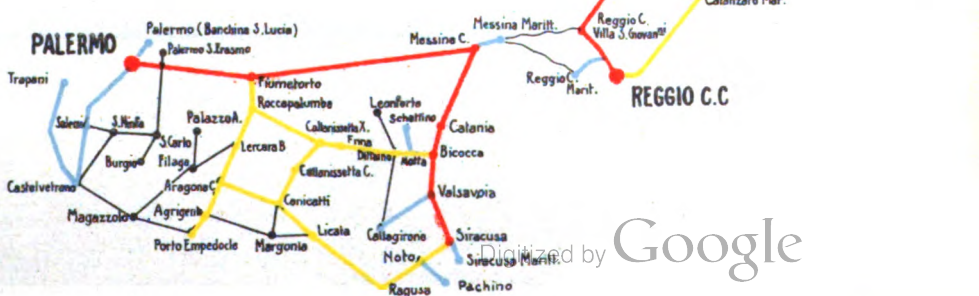 Catanzaro Mar.
Messina Maritt.
Reggio C.
Villa S.Giovanni
Palermo (Banchina S.Lucia)
Messina C.
PALERMO
Palermo S.Erasmo
Trapani
Fiumetorto
Reggio C.
Marit.
REGGIO C.C
Roccapalumba
Leonforte
Schettino
Salemi
S.Ninfa
Palazzo A.
Caltanissetta X.
Catania
S.Carlo
Enna
Lercara B
Dittaino
Motta
Bicocca
Burgio
Filaga
Caltanissetta C.
Castelvetrano
Aragona C.
Valsavoia
Canicatti
Magazzolo
Agrigento
Licata
Caltagirone
Siracusa
Porto Empedocle
Margonia
Noto
Siracusa Maritt.
Digitized by Google
Ragusa
Pachino